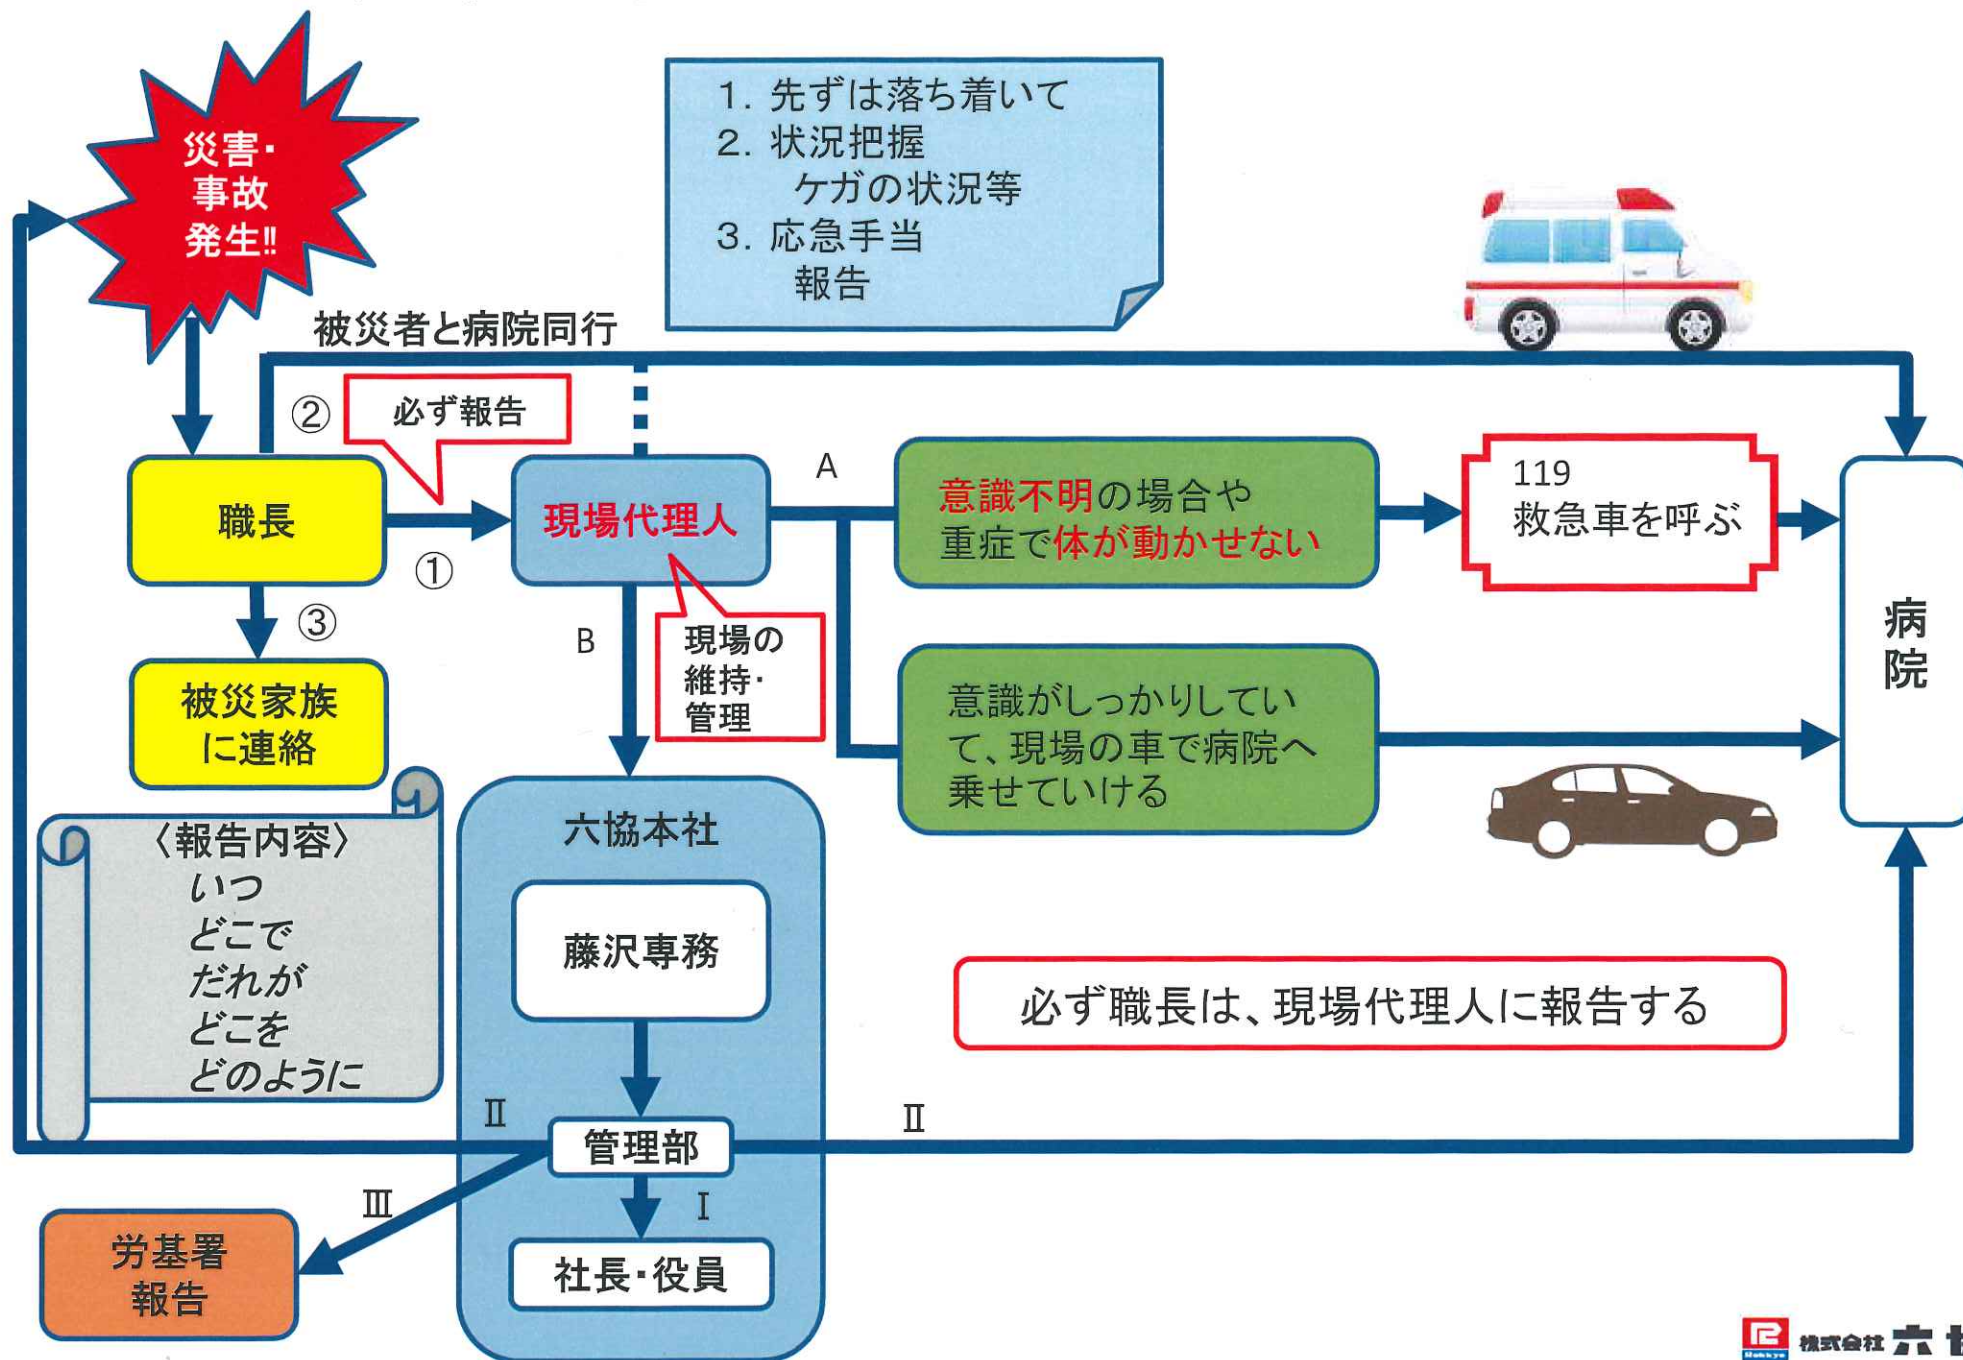 災害・
事故
発生!!
1. 先ずは落ち着いて
2. 状況把握
ケガの状況等
3. 応急手当
報告
被災者と病院同行
②
必ず報告
職長
①
現場代理人
A
意識不明の場合や
重症で体が動かせない
119
救急車を呼ぶ
病院
③
B
現場の
維持・
管理
被災家族
に連絡
意識がしっかりしてい
て、現場の車で病院へ
乗せていける
〈報告内容〉
いつ
どこで
だれが
どこを
どのように
六協本社
藤沢専務
必ず職長は、現場代理人に報告する
Ⅱ
管理部
Ⅱ
Ⅲ
Ⅰ
労基署
報告
社長・役員
Rokkyo
株式会社 六